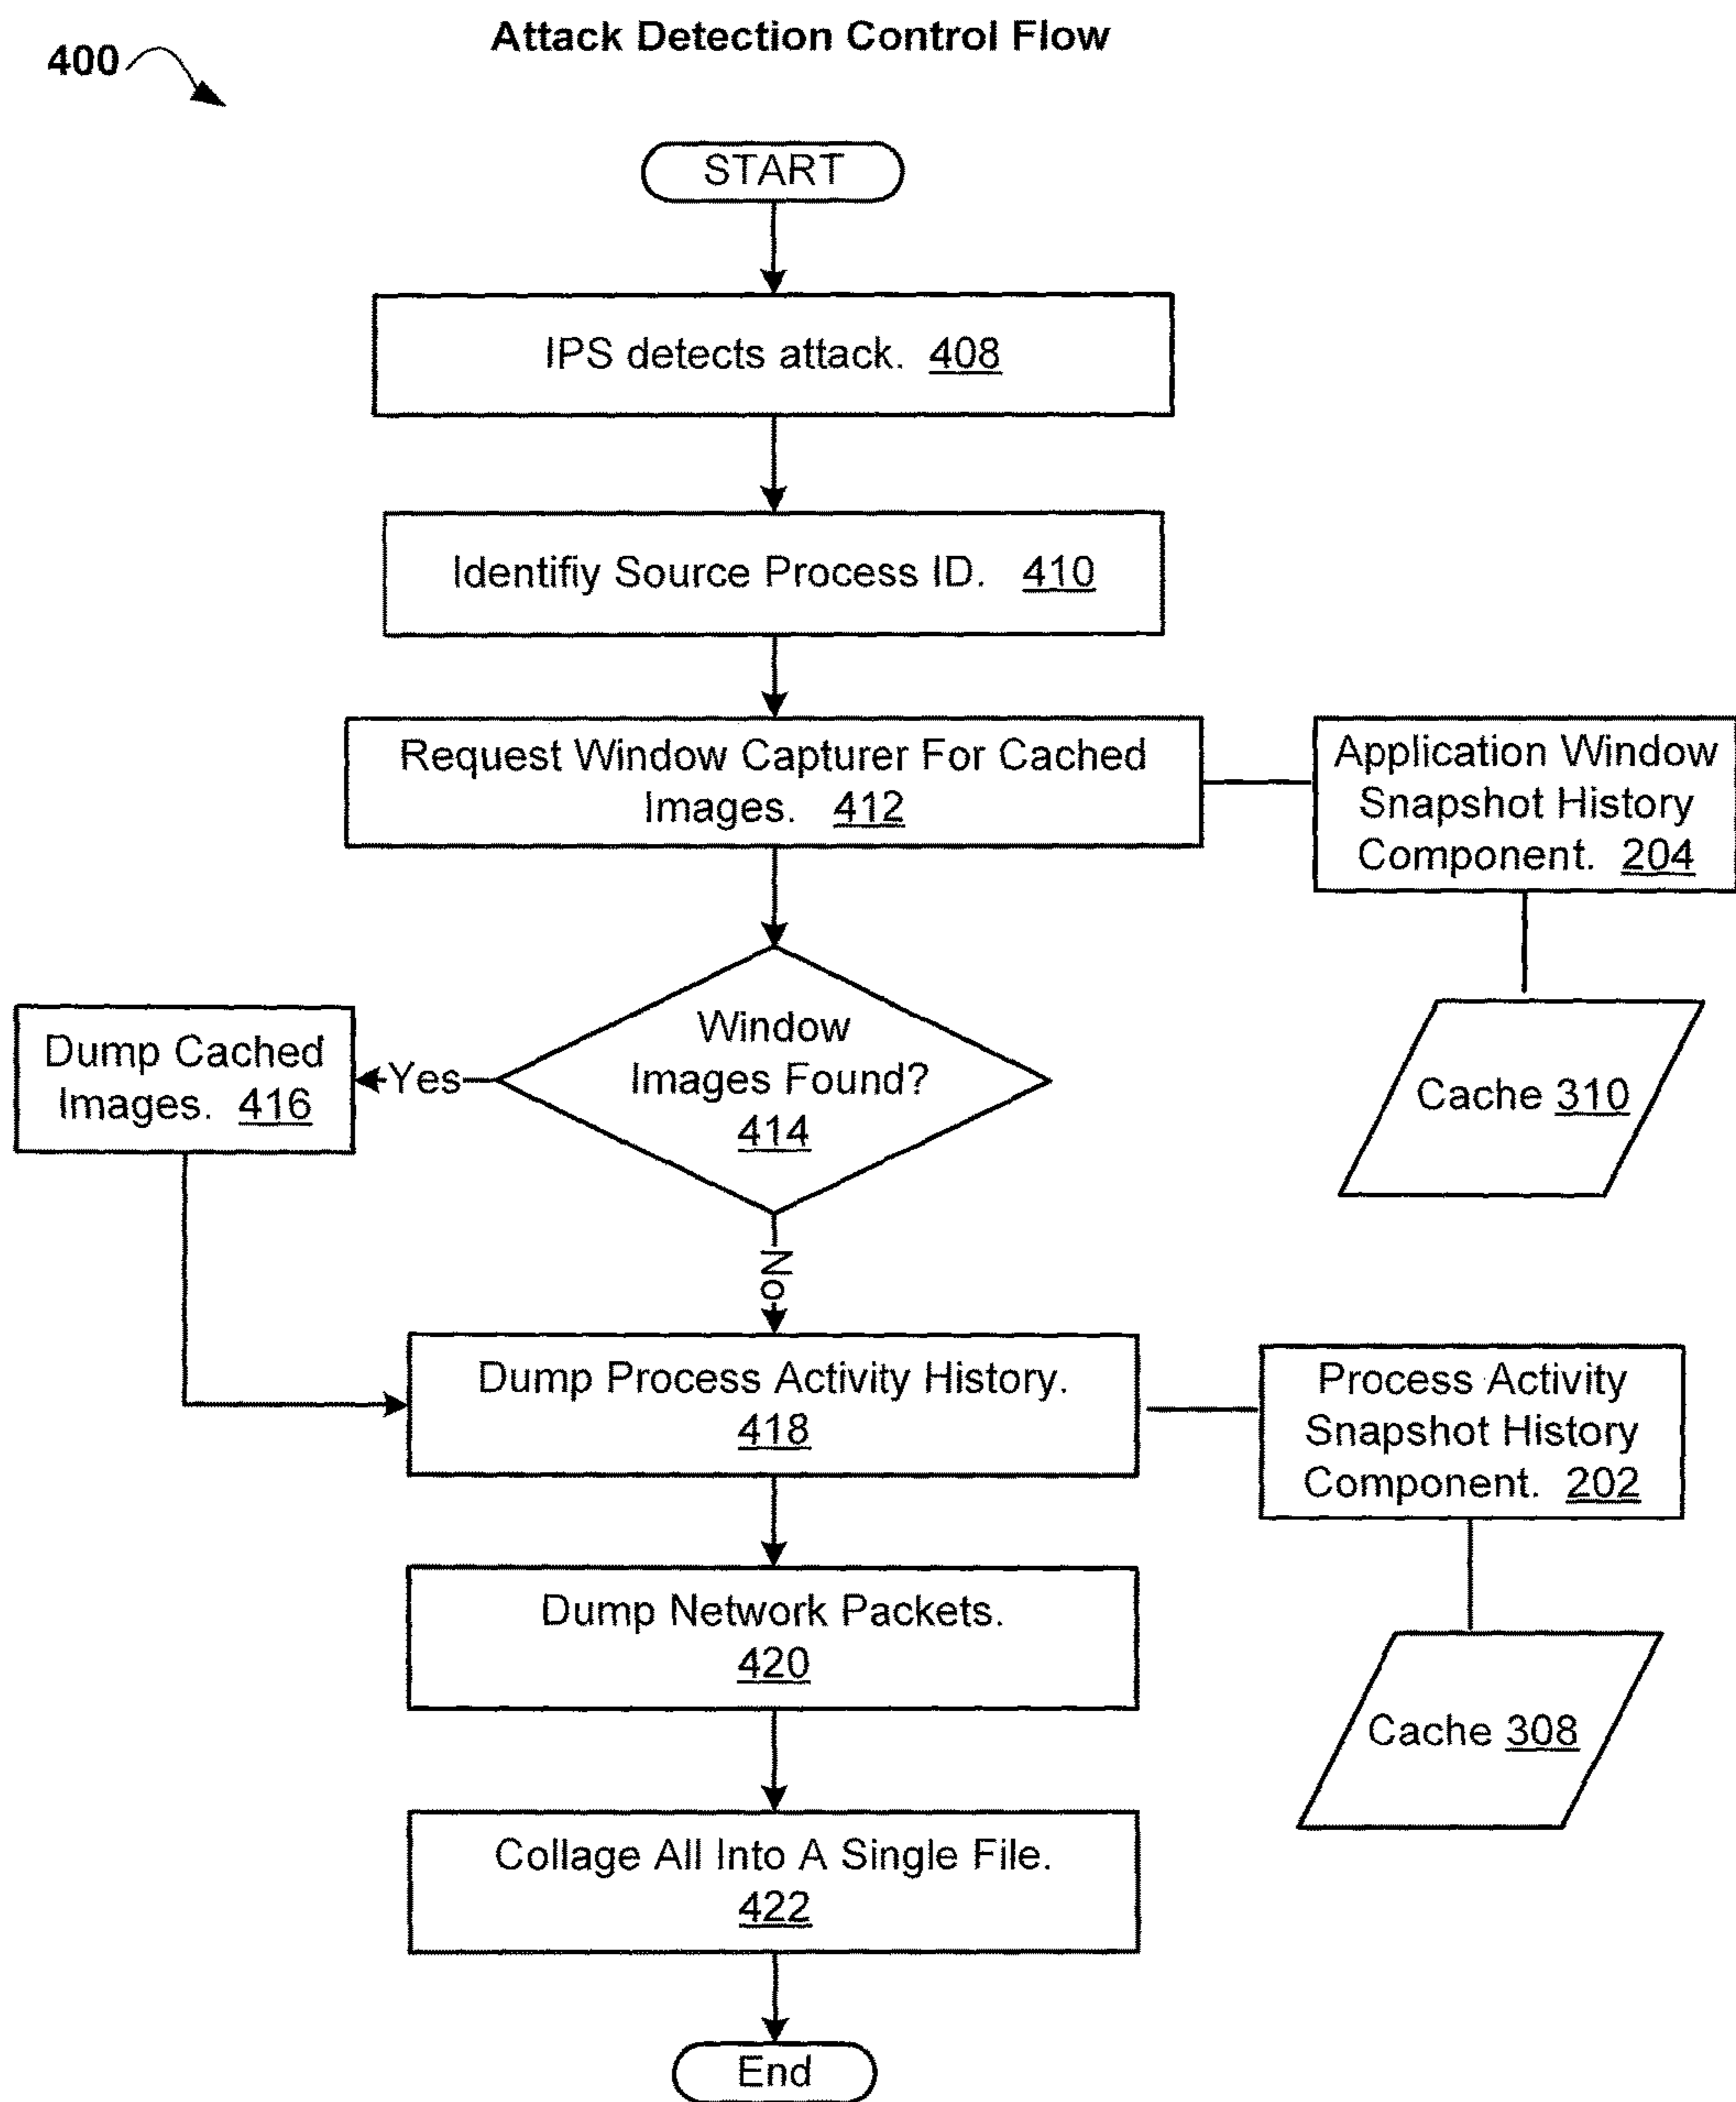 Attack Detection Control Flow
400
START
IPS detects attack. 408
Identifiy Source Process ID. 410
Request Window Capturer For Cached
Images. 412
Application Window
Snapshot History
Component. 204
Cache 310
Window
Images Found?
414
Yes
Dump Cached
Images. 416
No
Dump Process Activity History.
418
Process Activity
Snapshot History
Component. 202
Cache 308
Dump Network Packets.
420
Collage All Into A Single File.
422
End